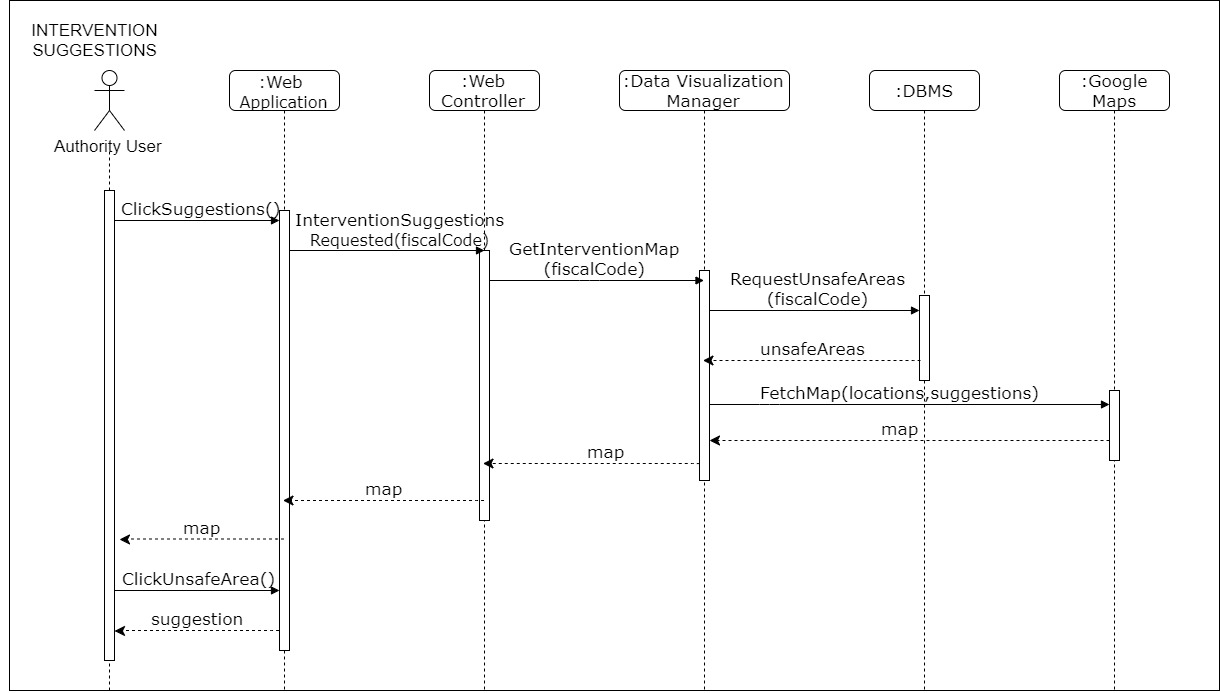 INTERVENTION
SUGGESTIONS
Authority User
:Web
Application
:Web
Controller
:Data Visualization
Manager
:DBMS
:Google
Maps
ClickSuggestions()
InterventionSuggestions
Requested(fiscalCode)
GetInterventionMap
(fiscalCode)
RequestUnsafeAreas
(fiscalCode)
unsafeAreas
FetchMap(locations,suggestions)
map
map
map
map
ClickUnsafeArea()
suggestion